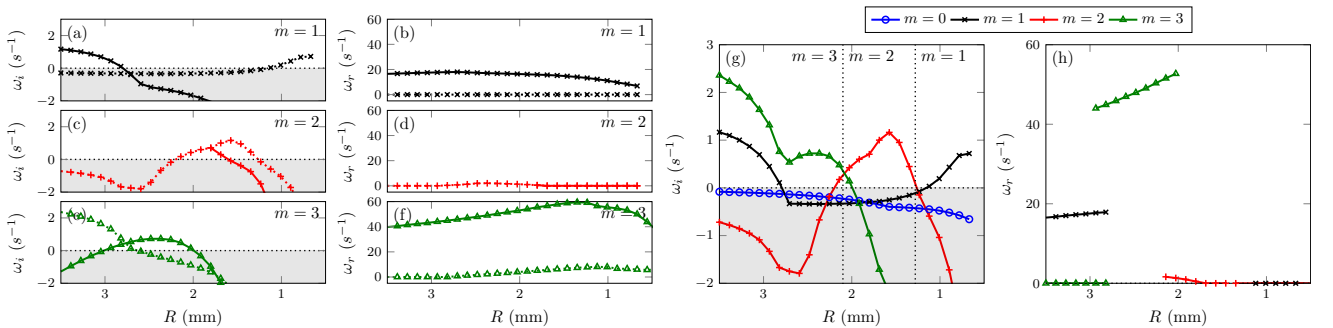 (a)
m = 1
ω_i (s⁻¹)
2
0
−2
(b)
m = 1
ω_r (s⁻¹)
60
40
20
0
(c)
m = 2
ω_i (s⁻¹)
2
0
−2
(d)
m = 2
ω_r (s⁻¹)
60
40
20
0
(e)
m = 3
ω_i (s⁻¹)
2
0
−2
3
2
1
R (mm)
(f)
m = 3
ω_r (s⁻¹)
60
40
20
0
3
2
1
R (mm)
m = 0
m = 1
m = 2
m = 3
(g)
m = 3
m = 2
m = 1
ω_i (s⁻¹)
3
2
1
0
−1
−2
3
2
1
R (mm)
(h)
ω_r (s⁻¹)
60
40
20
0
3
2
1
R (mm)